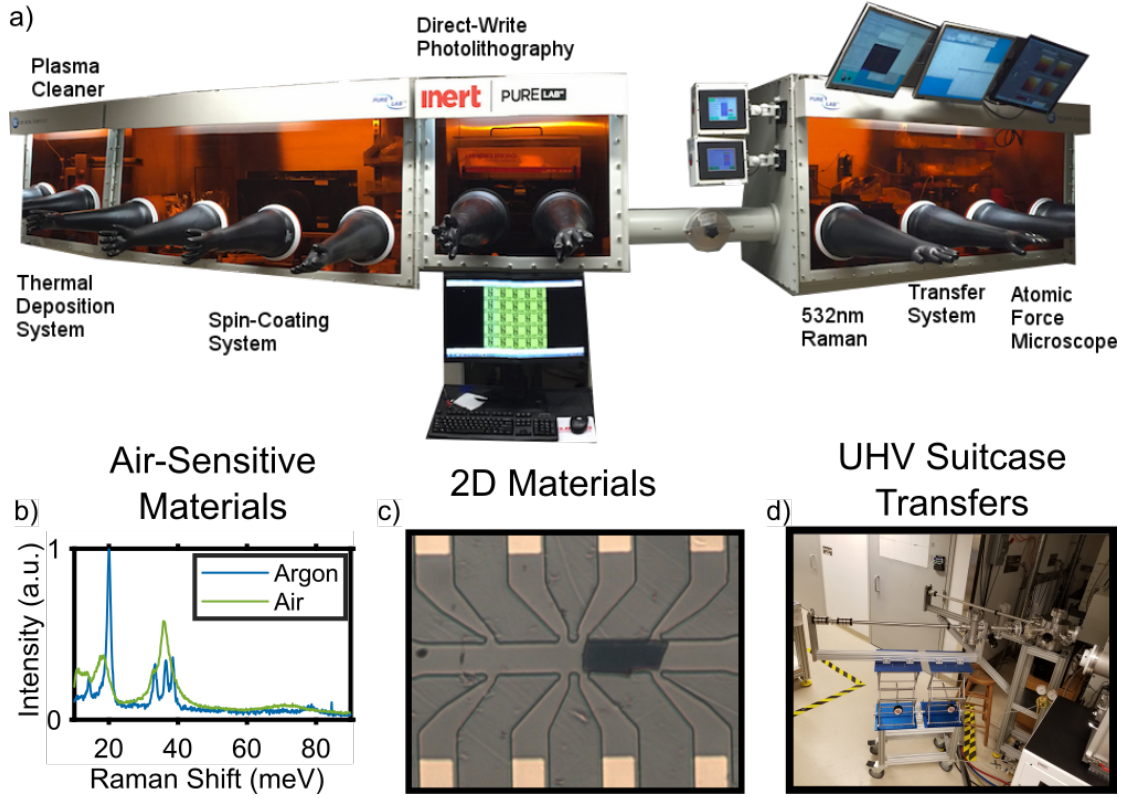 a)
Plasma
Cleaner
Direct-Write
Photolithography
PURE LAB
inert PURE LAB
PURE LAB
Thermal
Deposition
System
Spin-Coating
System
532nm
Raman
Transfer
System
Atomic
Force
Microscope
Air-Sensitive
Materials
2D Materials
UHV Suitcase
Transfers
b)
c)
d)
Intensity (a.u.)
1
0
Argon
Air
20 40 60 80
Raman Shift (meV)